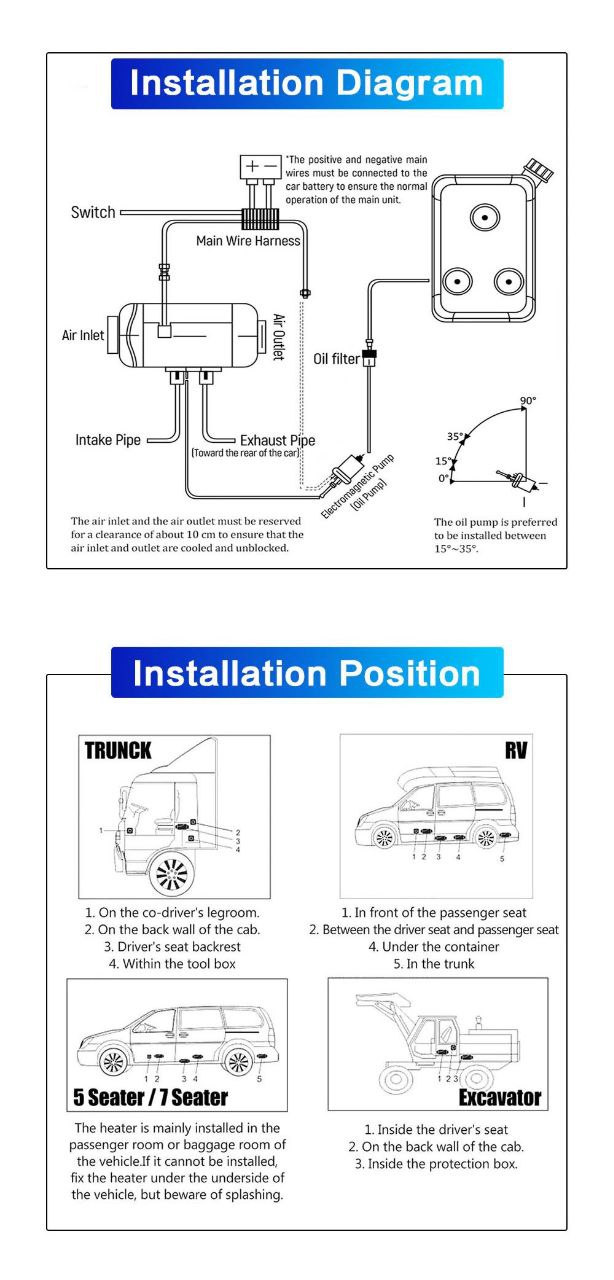 Installation Diagram
*The positive and negative main
wires must be connected to the
car battery to ensure the normal
operation of the main unit.
+ −
Switch
Main Wire Harness
Air Inlet
Air Outlet
Oil filter
Intake Pipe
Exhaust Pipe
(Toward the rear of the car)
Electromagnetic Pump
(Oil Pump)
90°
35°
15°
0°
The air inlet and the air outlet must be reserved
for a clearance of about 10 cm to ensure that the
air inlet and outlet are cooled and unblocked.
The oil pump is preferred
to be installed between
15°~35°.
Installation Position
TRUNCK
1
2
3
4
1. On the co-driver's legroom.
2. On the back wall of the cab.
3. Driver's seat backrest
4. Within the tool box
RV
1 2 3 4 5
1. In front of the passenger seat
2. Between the driver seat and passenger seat
4. Under the container
5. In the trunk
1 2 3 4 5
5 Seater / 7 Seater
The heater is mainly installed in the
passenger room or baggage room of
the vehicle.If it cannot be installed,
fix the heater under the underside of
the vehicle, but beware of splashing.
1 2 3
Excavator
1. Inside the driver's seat
2. On the back wall of the cab.
3. Inside the protection box.